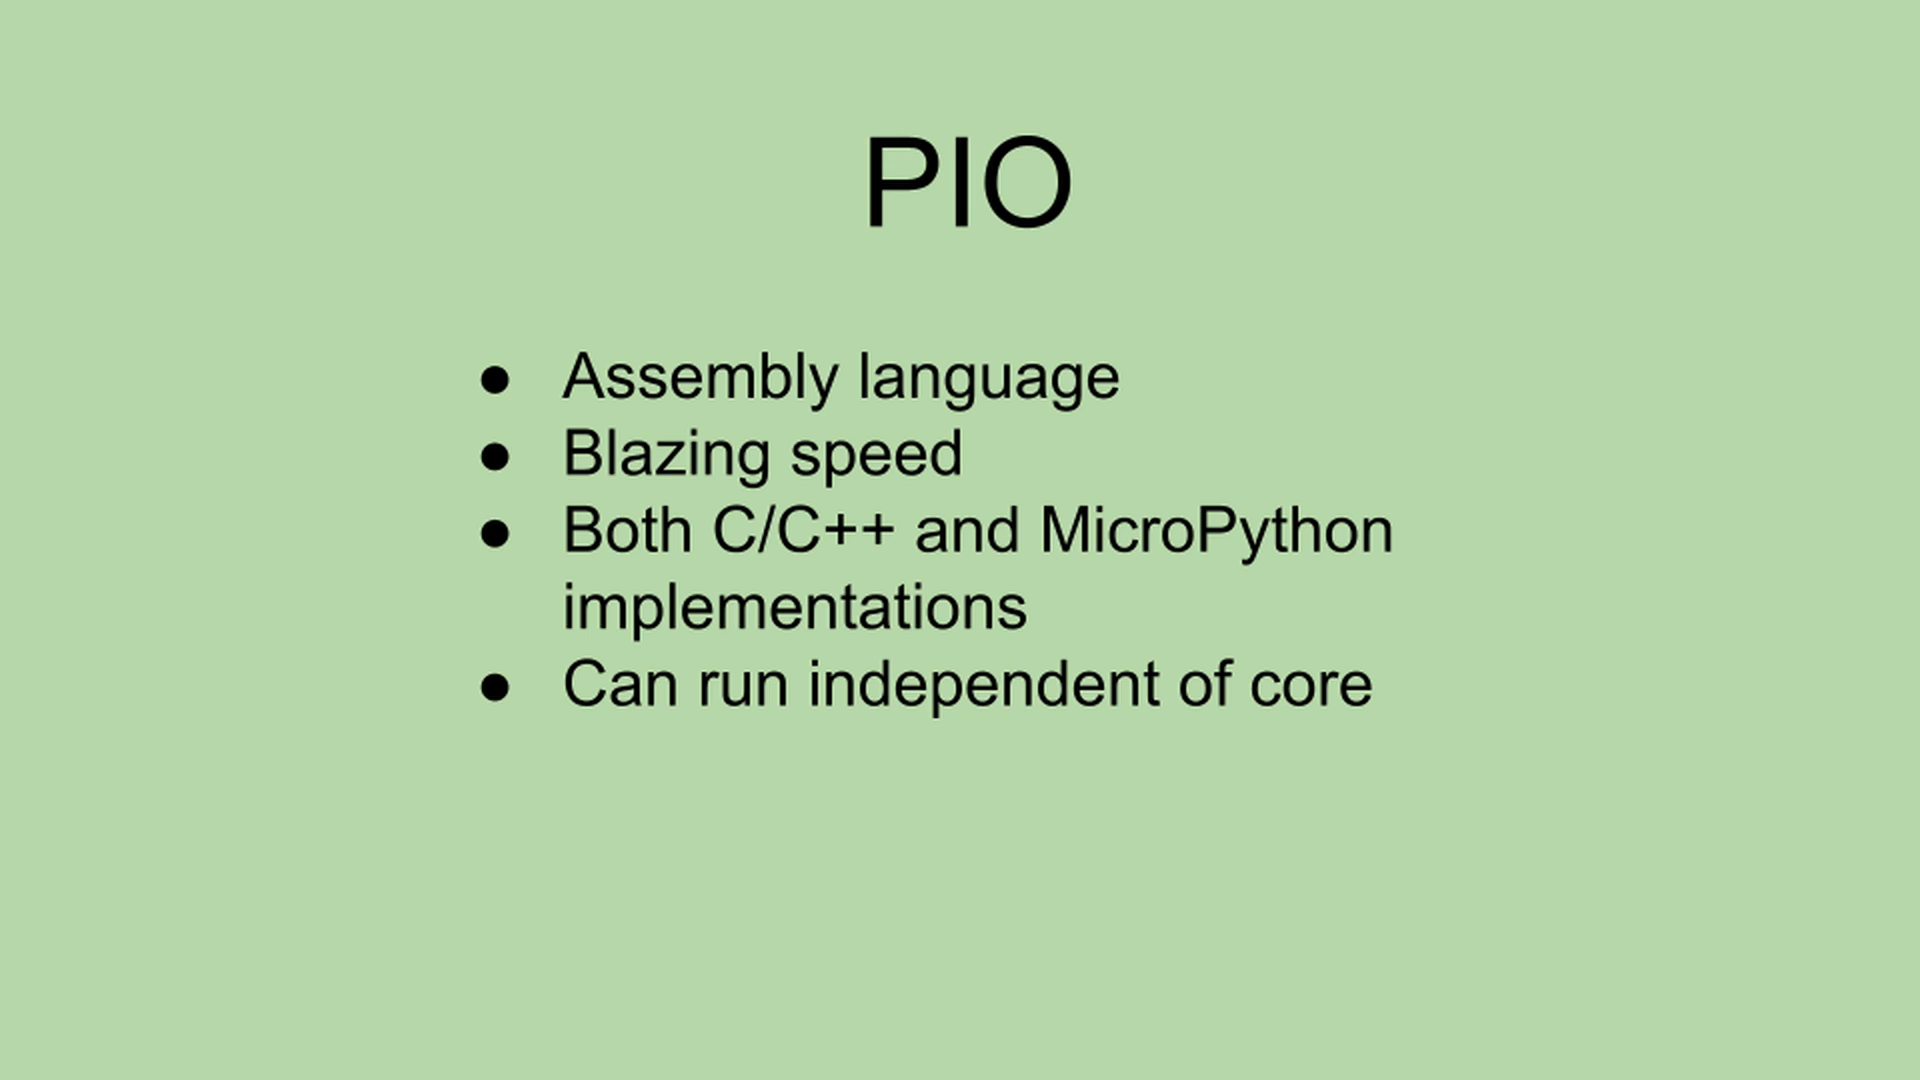 PIO
● Assembly language
● Blazing speed
● Both C/C++ and MicroPython
implementations
● Can run independent of core